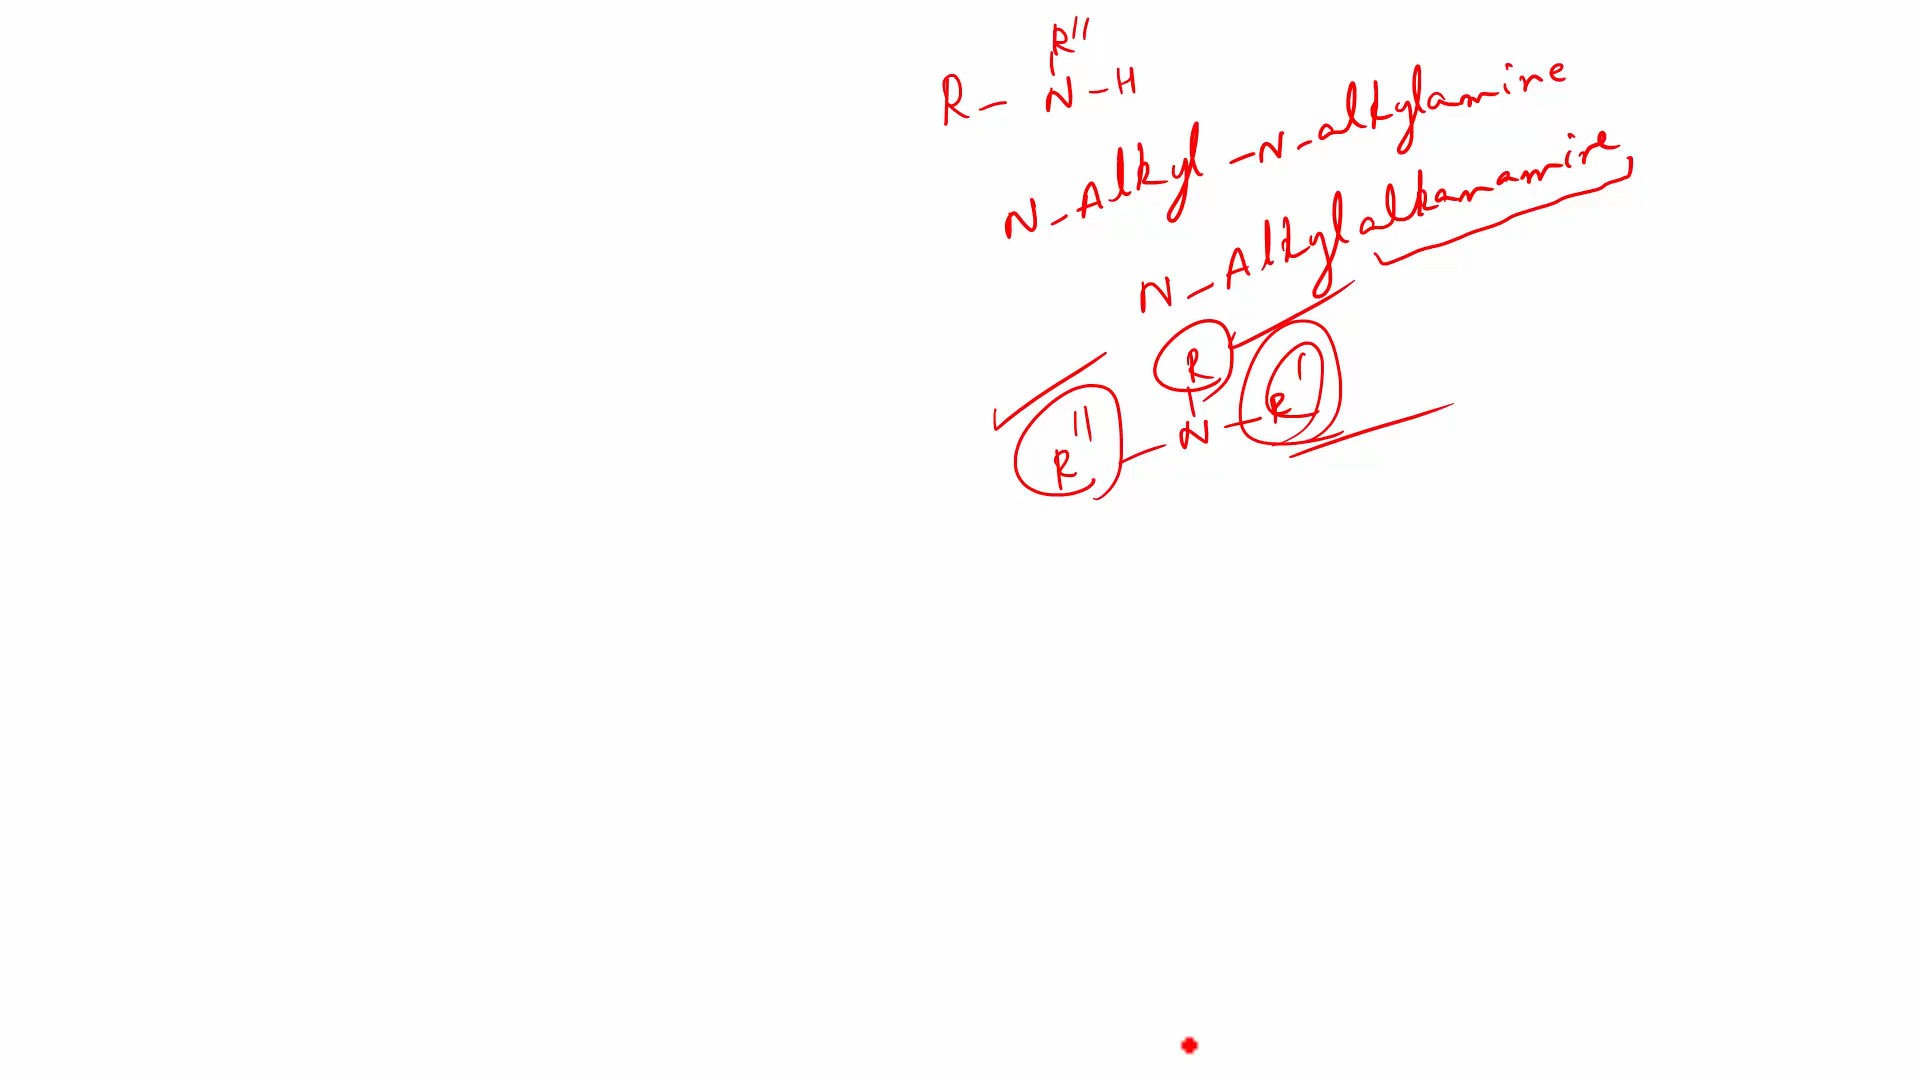 R''
R - N - H
N - Alkyl - N - alkylamine
N - Alkylalkanamine
R
R'' - N - R'